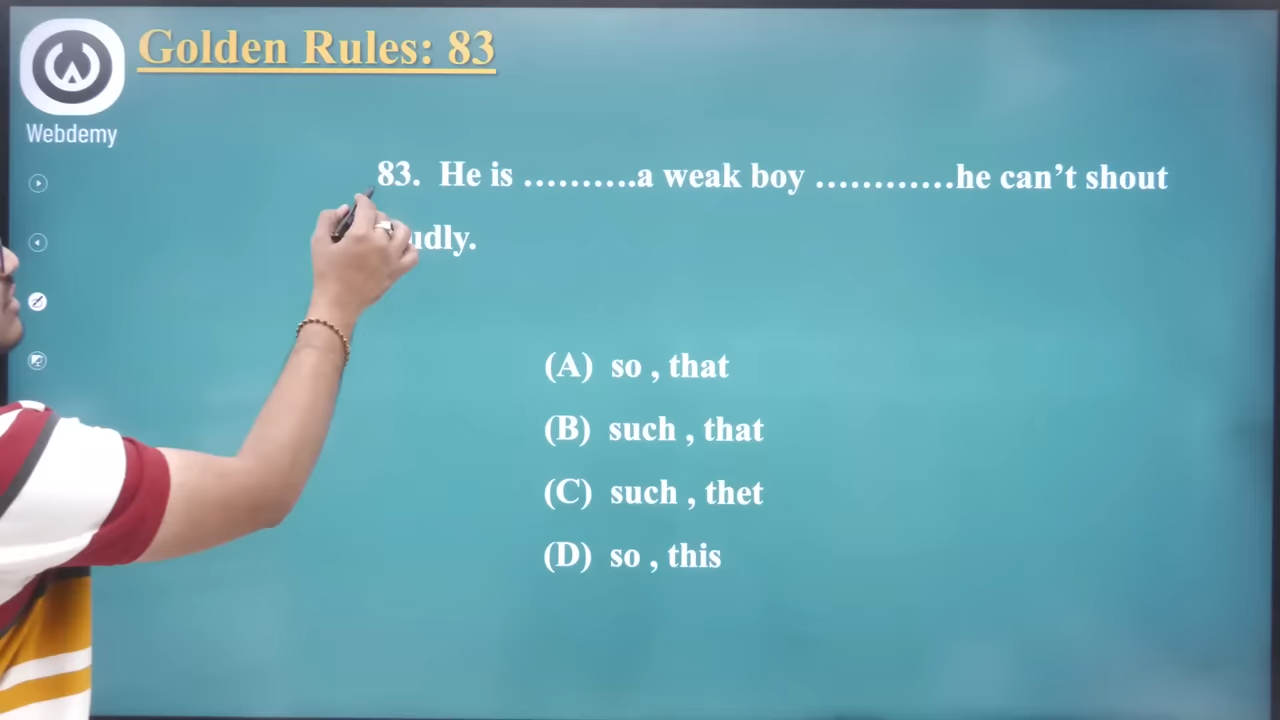 Golden Rules: 83
Webdemy
83. He is ……….a weak boy …………he can’t shout
udly.
(A) so , that
(B) such , that
(C) such , thet
(D) so , this